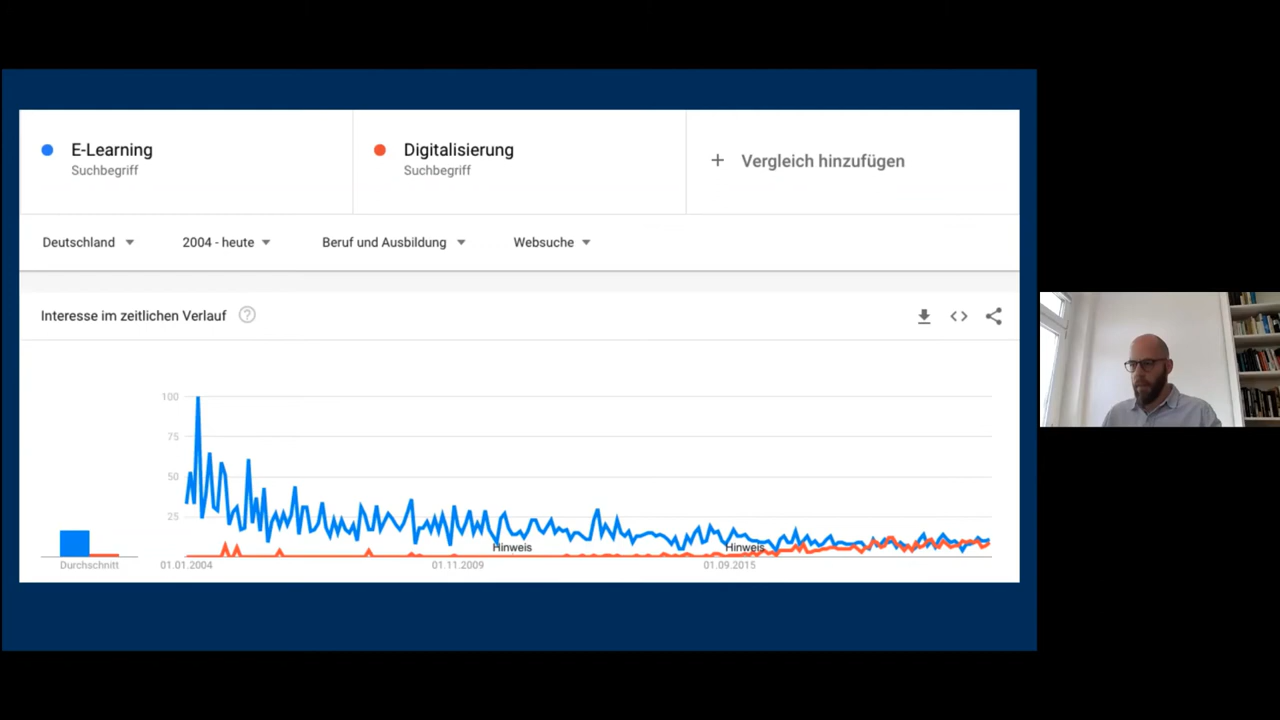 E-Learning
Suchbegriff
Digitalisierung
Suchbegriff
+ Vergleich hinzufügen
Deutschland
2004 - heute
Beruf und Ausbildung
Websuche
Interesse im zeitlichen Verlauf ?
100
75
50
25
Hinweis
Hinweis
Durchschnitt
01.01.2004
01.11.2009
01.09.2015